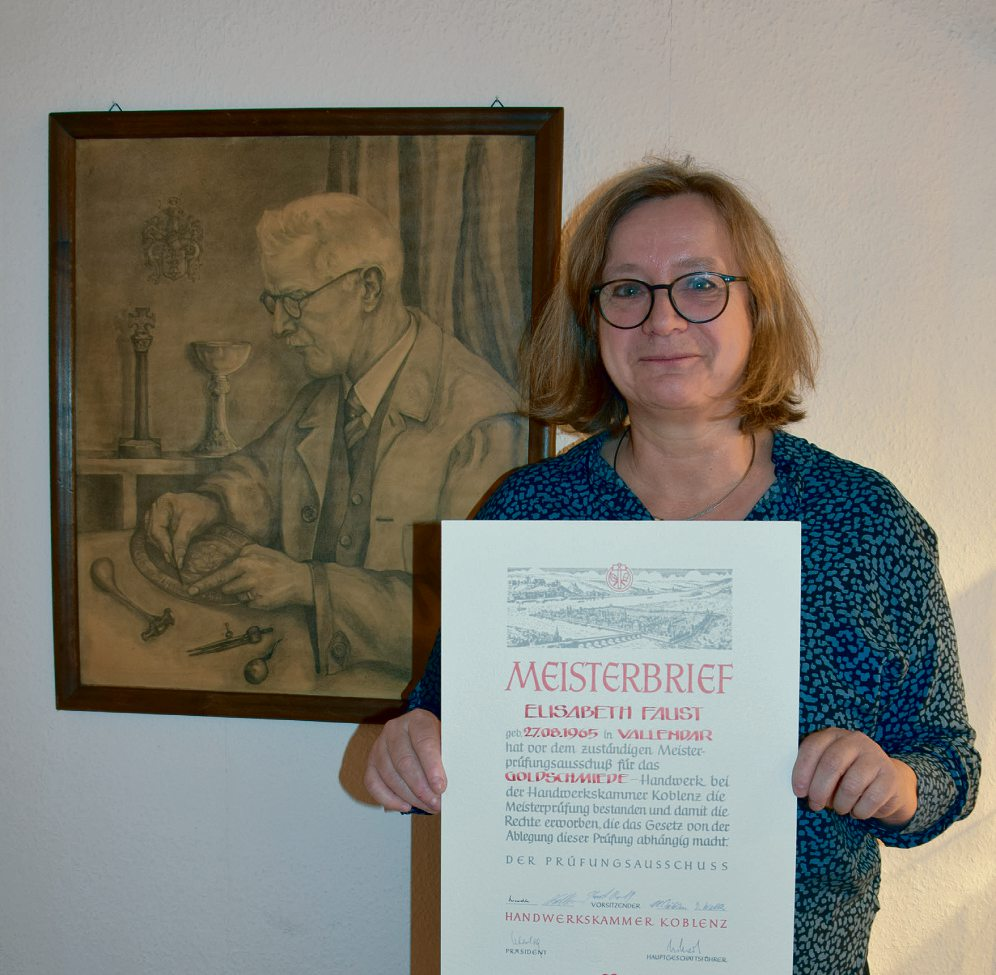 MEISTERBRIEF
ELISABETH FAUST
geb. 27.08.1965 in VALLENDAR
hat vor dem zuständigen Meister-
prüfungsausschuß für das
GOLDSCHMIEDE-Handwerk bei
der Handwerkskammer Koblenz die
Meisterprüfung bestanden und damit die
Rechte erworben, die das Gesetz von der
Ablegung dieser Prüfung abhängig macht.
DER PRÜFUNGSAUSSCHUSS
VORSITZENDER
HANDWERKSKAMMER KOBLENZ
PRÄSIDENT
HAUPTGESCHÄFTSFÜHRER